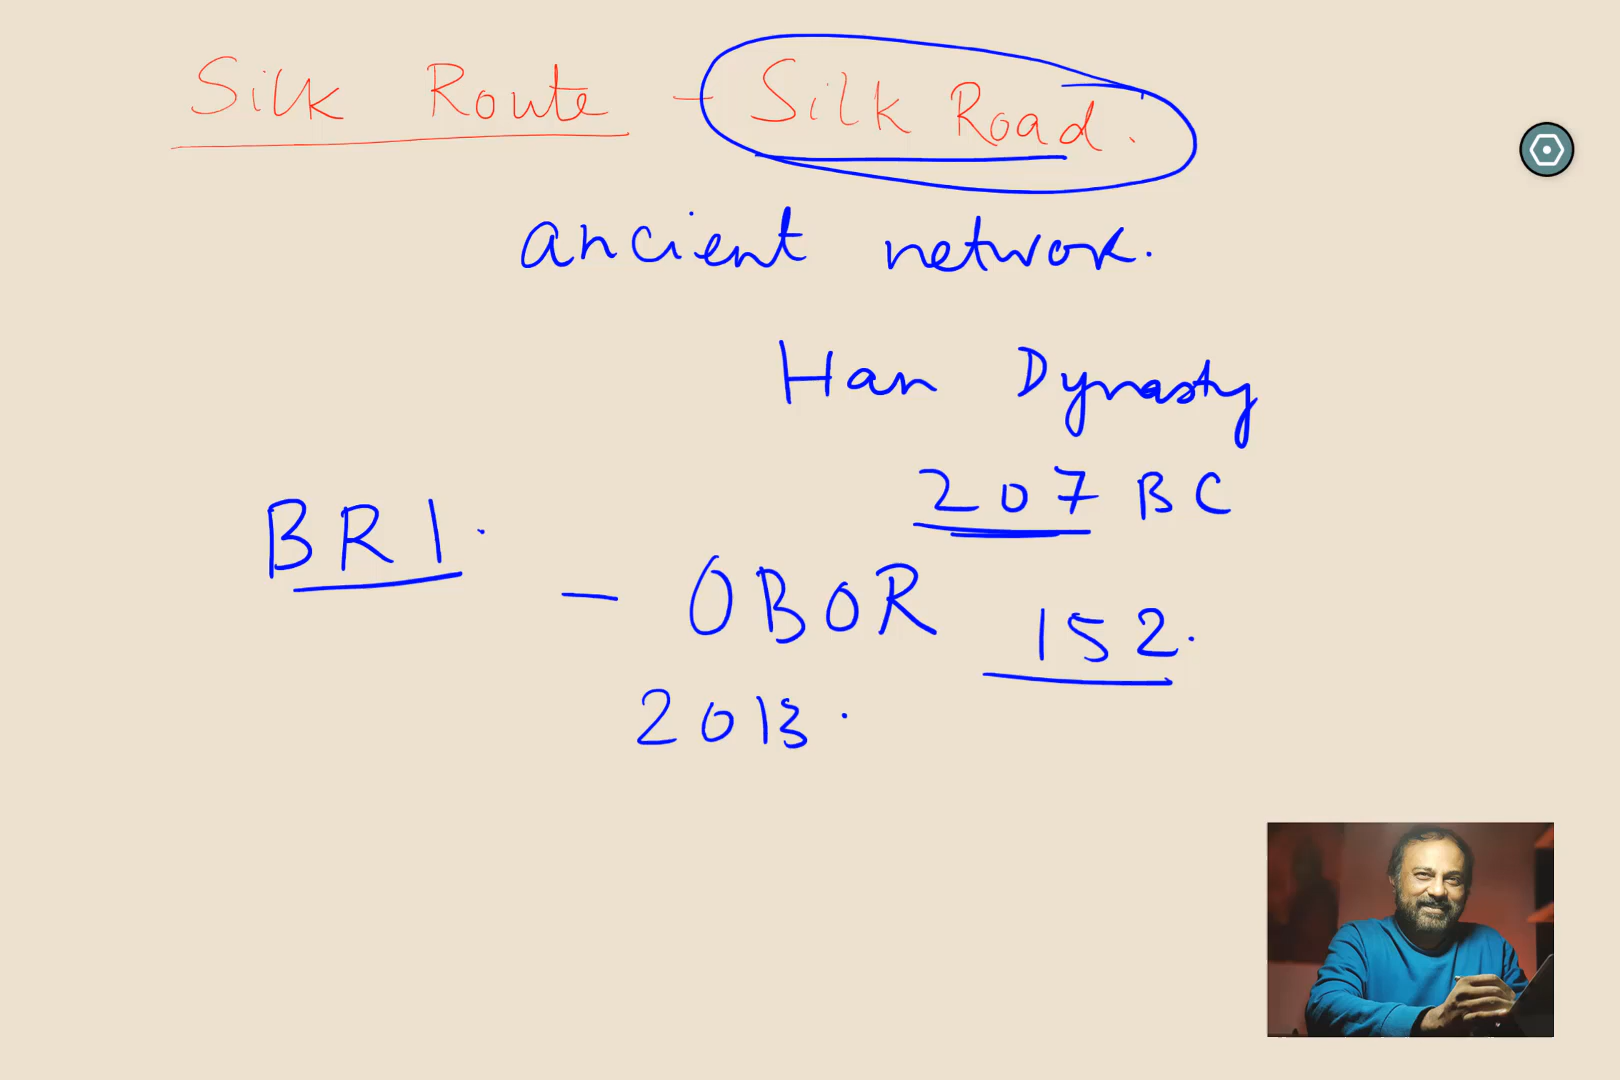 Silk Route - Silk Road.
ancient network.
Han Dynasty
207 BC
BRI.
- OBOR
152.
2013.